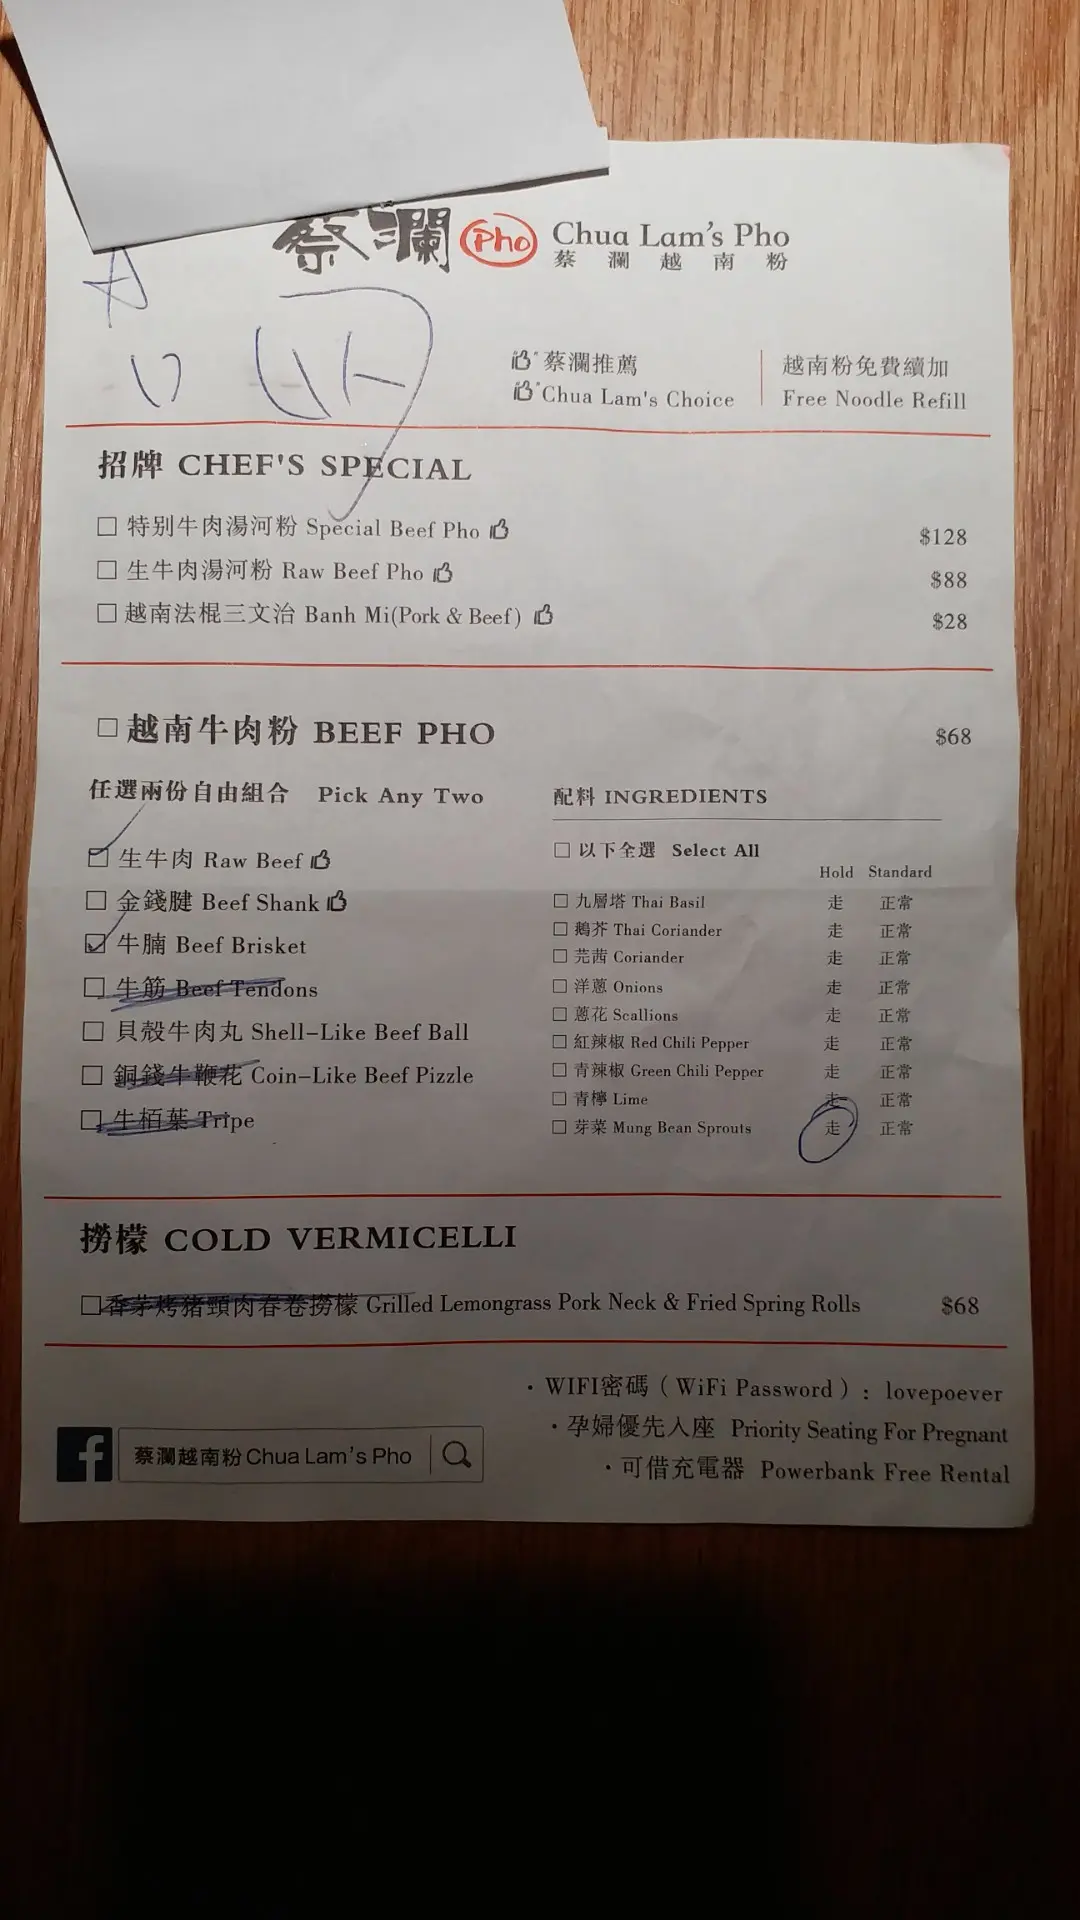 蔡瀾 Pho Chua Lam's Pho
蔡瀾越南粉
蔡瀾推薦
Chua Lam's Choice
越南粉免費續加
Free Noodle Refill
招牌 CHEF'S SPECIAL
特別牛肉湯河粉 Special Beef Pho $128
生牛肉湯河粉 Raw Beef Pho $88
越南法棍三文治 Banh Mi(Pork & Beef) $28
越南牛肉粉 BEEF PHO $68
任選兩份自由組合 Pick Any Two
生牛肉 Raw Beef
金錢腱 Beef Shank
牛腩 Beef Brisket
牛筋 Beef Tendons
貝殼牛肉丸 Shell-Like Beef Ball
銅錢牛鞭花 Coin-Like Beef Pizzle
牛栢葉 Tripe
配料 INGREDIENTS
以下全選 Select All
Hold Standard
九層塔 Thai Basil 走 正常
鵝芥 Thai Coriander 走 正常
芫茜 Coriander 走 正常
洋蔥 Onions 走 正常
蔥花 Scallions 走 正常
紅辣椒 Red Chili Pepper 走 正常
青辣椒 Green Chili Pepper 走 正常
青檸 Lime 走 正常
芽菜 Mung Bean Sprouts 走 正常
撈檬 COLD VERMICELLI
香茅烤猪頸肉春卷撈檬 Grilled Lemongrass Pork Neck & Fried Spring Rolls $68
· WIFI密碼（WiFi Password）：lovepoever
· 孕婦優先入座 Priority Seating For Pregnant
· 可借充電器 Powerbank Free Rental
蔡瀾越南粉 Chua Lam's Pho